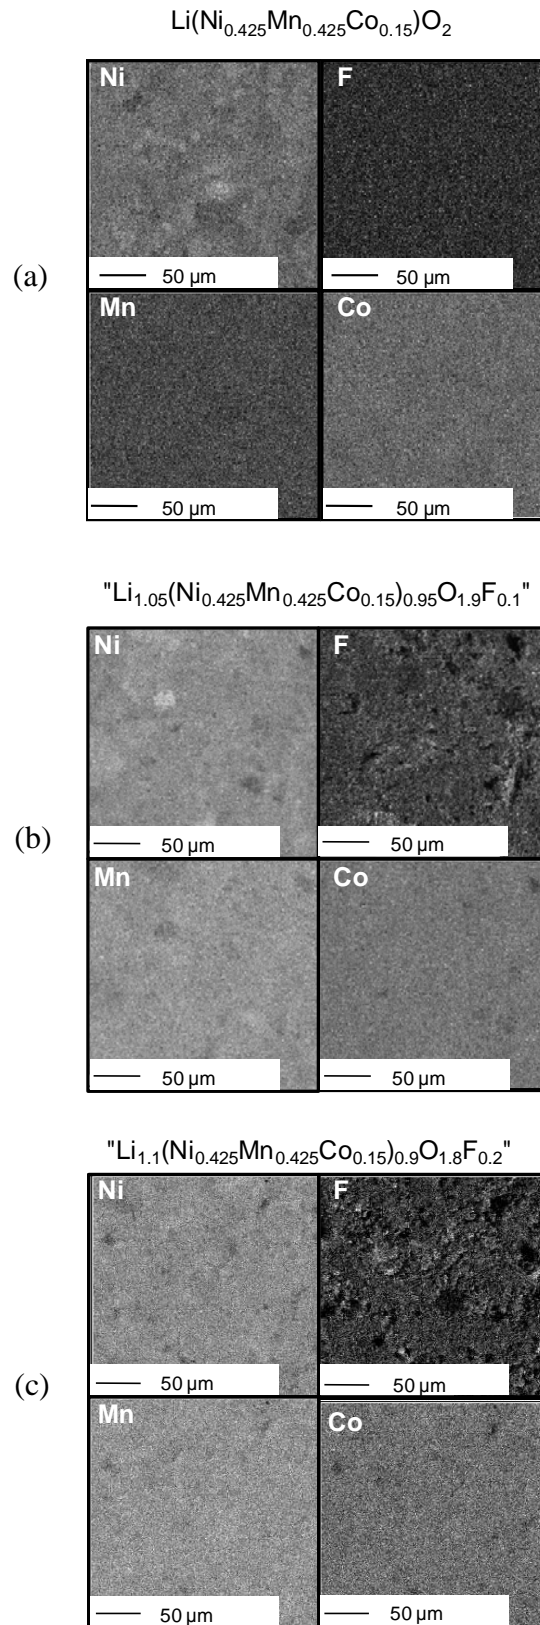 Li(Ni0.425Mn0.425Co0.15)O2
Ni F
50 µm 50 µm
(a)
Mn Co
50 µm 50 µm
"Li1.05(Ni0.425Mn0.425Co0.15)0.95O1.9F0.1"
Ni F
50 µm 50 µm
(b)
Mn Co
50 µm 50 µm
"Li1.1(Ni0.425Mn0.425Co0.15)0.9O1.8F0.2"
Ni F
50 µm 50 µm
(c)
Mn Co
50 µm 50 µm